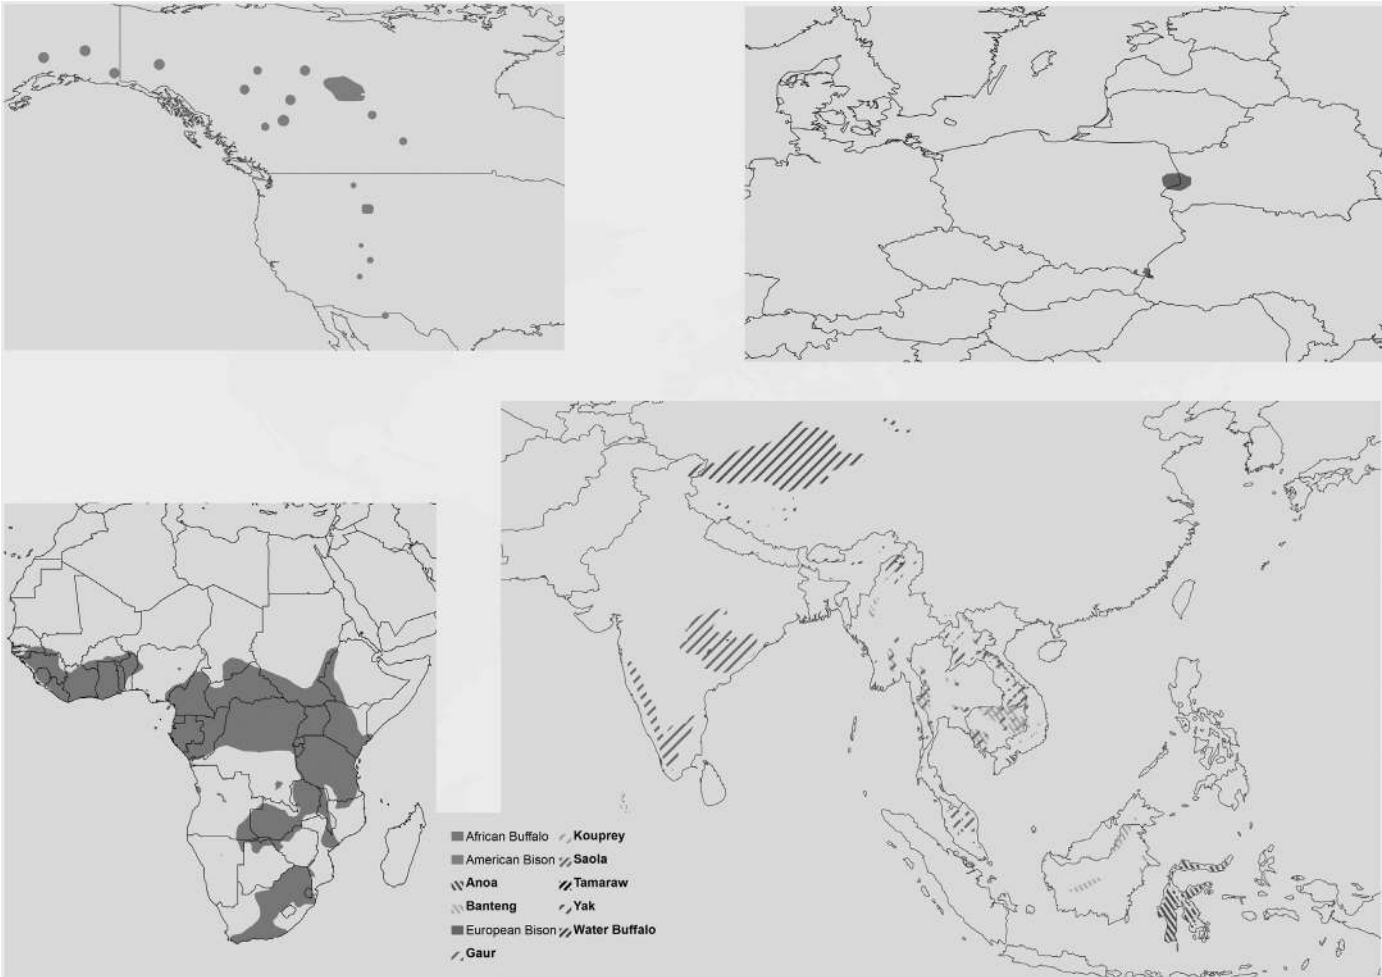 African Buffalo Kouprey
American Bison Saola
Anoa Tamaraw
Banteng Yak
European Bison Water Buffalo
Gaur